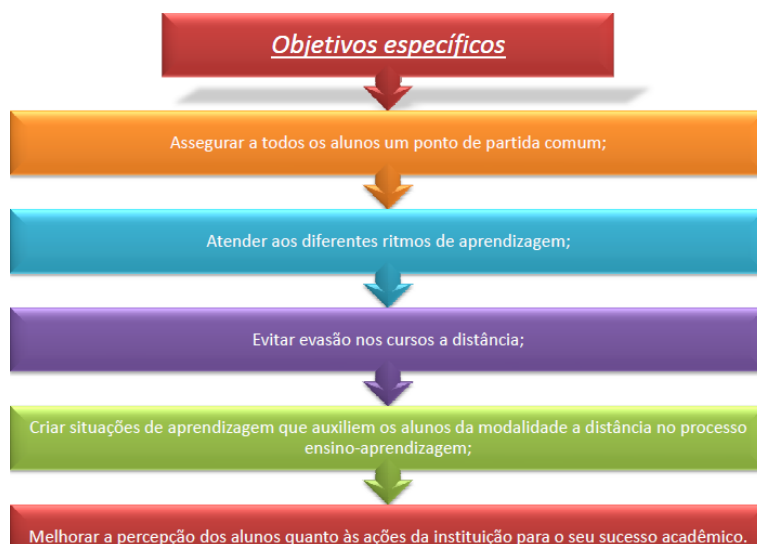 Objetivos específicos
Assegurar a todos os alunos um ponto de partida comum;
Atender aos diferentes ritmos de aprendizagem;
Evitar evasão nos cursos a distância;
Criar situações de aprendizagem que auxiliem os alunos da modalidade a distância no processo
ensino-aprendizagem;
Melhorar a percepção dos alunos quanto às ações da instituição para o seu sucesso acadêmico.